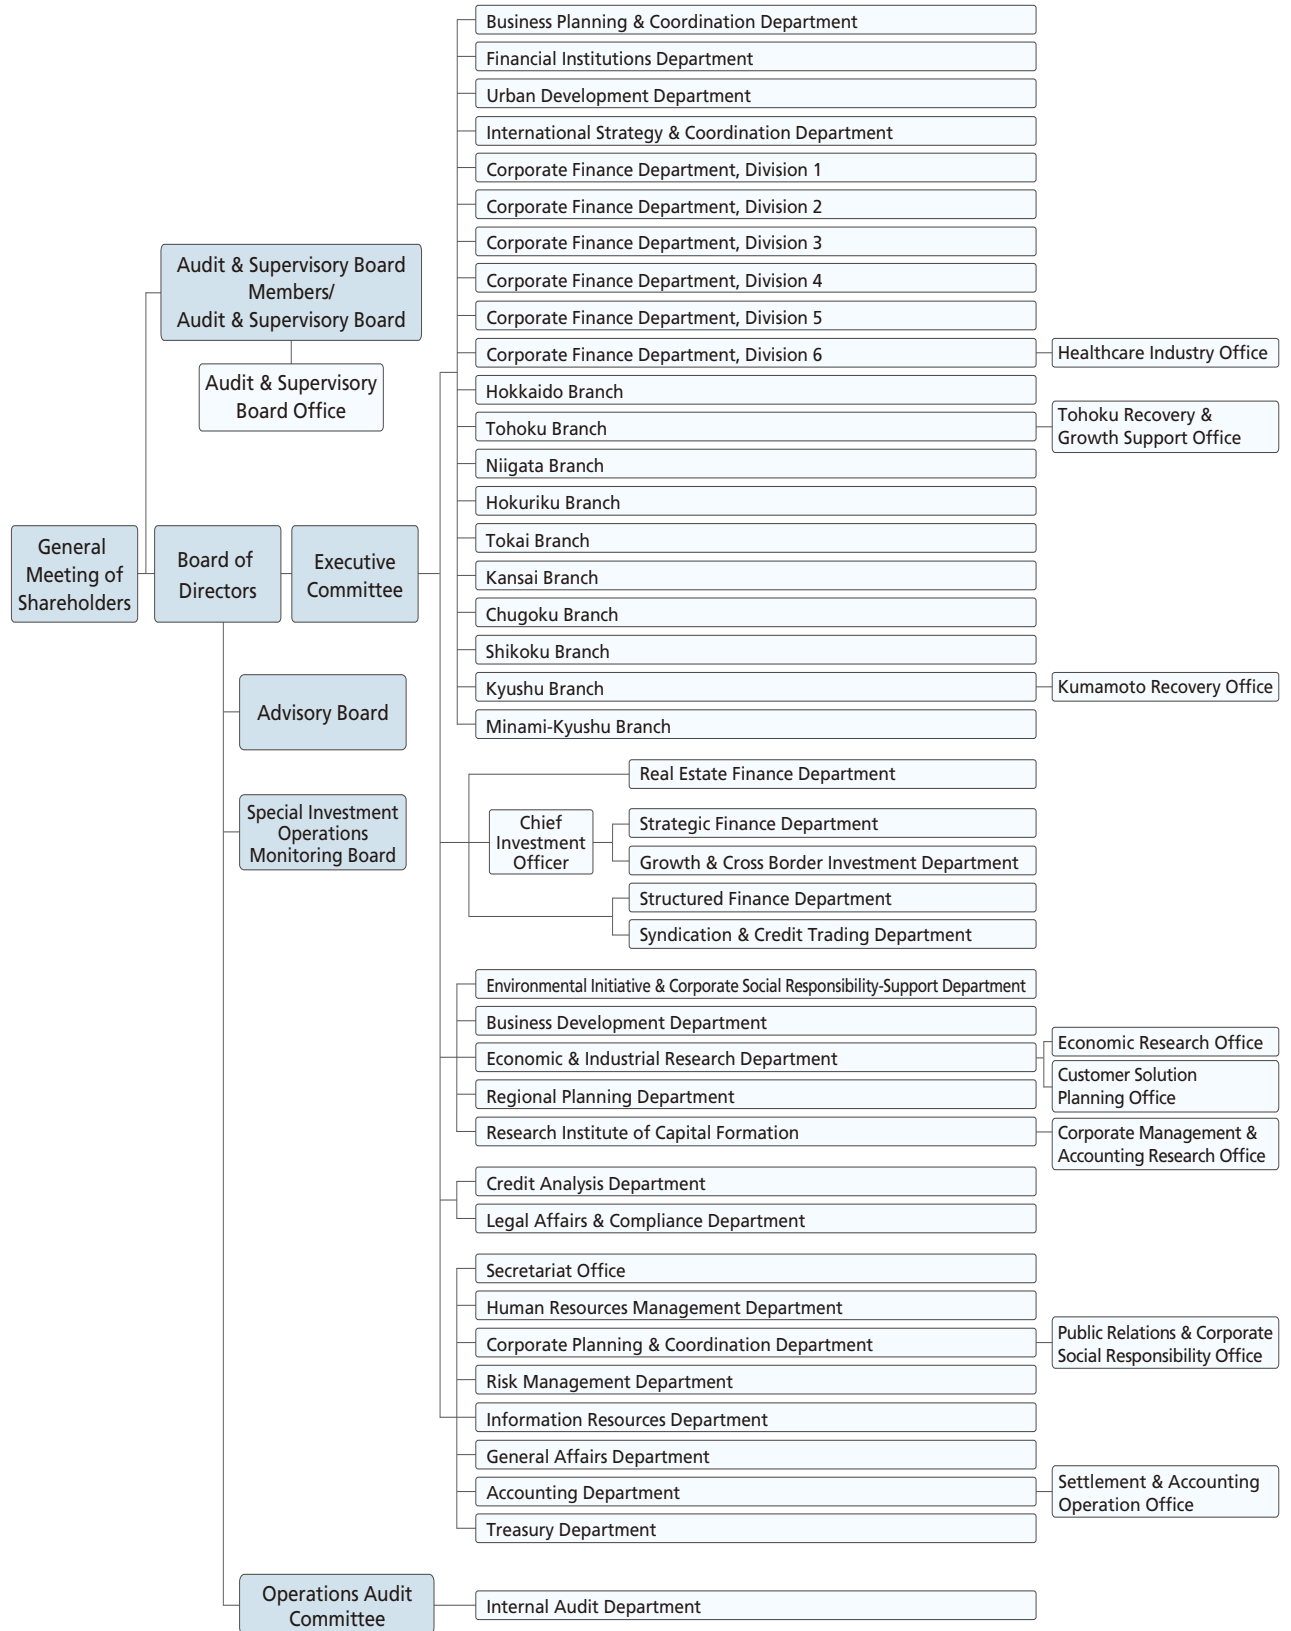 General
Meeting of
Shareholders
Audit & Supervisory Board
Members/
Audit & Supervisory Board
Audit & Supervisory
Board Office
Board of
Directors
Executive
Committee
Advisory Board
Special Investment
Operations
Monitoring Board
Business Planning & Coordination Department
Financial Institutions Department
Urban Development Department
International Strategy & Coordination Department
Corporate Finance Department, Division 1
Corporate Finance Department, Division 2
Corporate Finance Department, Division 3
Corporate Finance Department, Division 4
Corporate Finance Department, Division 5
Corporate Finance Department, Division 6
Healthcare Industry Office
Hokkaido Branch
Tohoku Branch
Tohoku Recovery &
Growth Support Office
Niigata Branch
Hokuriku Branch
Tokai Branch
Kansai Branch
Chugoku Branch
Shikoku Branch
Kyushu Branch
Kumamoto Recovery Office
Minami-Kyushu Branch
Real Estate Finance Department
Chief
Investment
Officer
Strategic Finance Department
Growth & Cross Border Investment Department
Structured Finance Department
Syndication & Credit Trading Department
Environmental Initiative & Corporate Social Responsibility-Support Department
Business Development Department
Economic & Industrial Research Department
Economic Research Office
Customer Solution
Planning Office
Regional Planning Department
Research Institute of Capital Formation
Corporate Management &
Accounting Research Office
Credit Analysis Department
Legal Affairs & Compliance Department
Secretariat Office
Human Resources Management Department
Corporate Planning & Coordination Department
Public Relations & Corporate
Social Responsibility Office
Risk Management Department
Information Resources Department
General Affairs Department
Accounting Department
Settlement & Accounting
Operation Office
Treasury Department
Operations Audit
Committee
Internal Audit Department